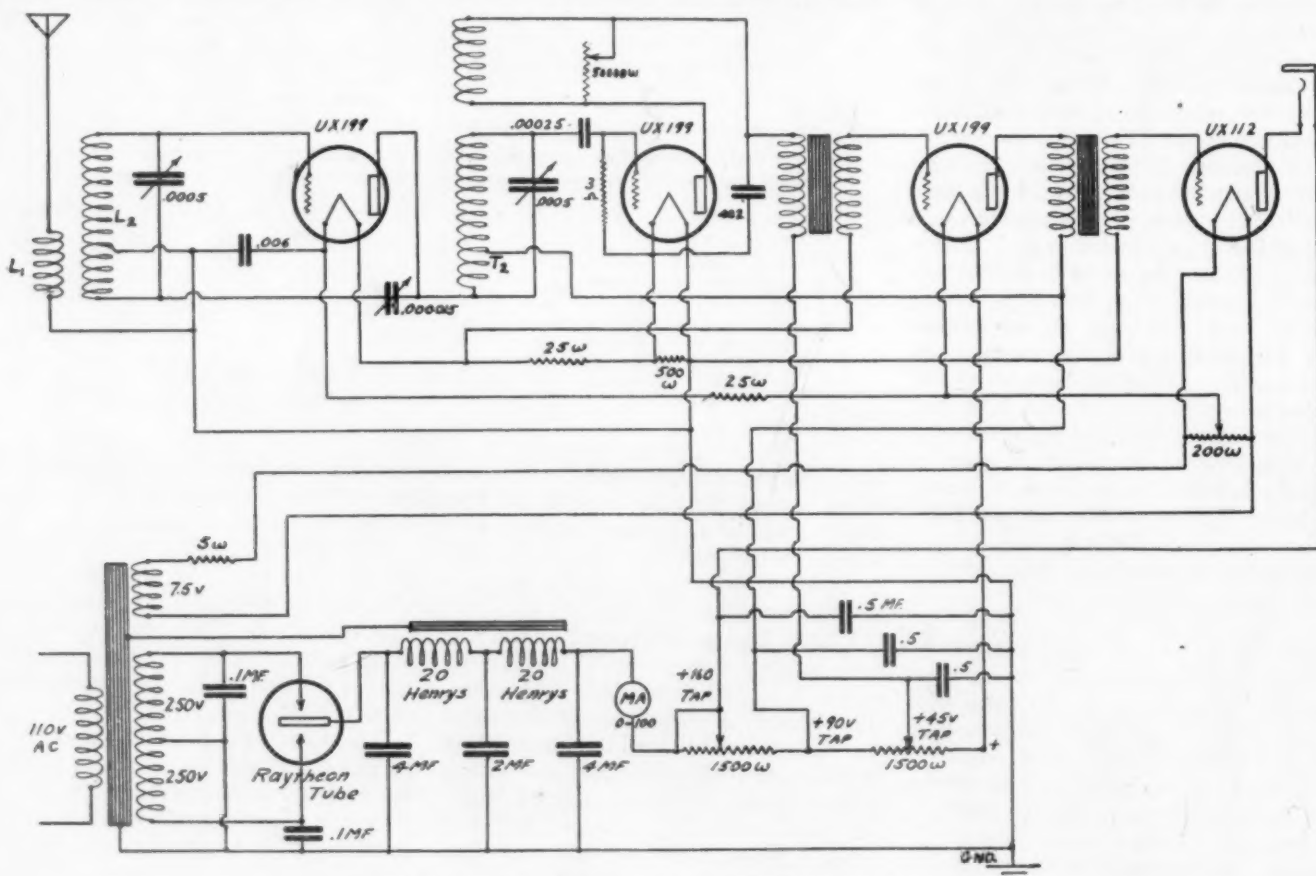 UX199
.00025
50000ω
UX199
UX199
UX112
.0005
.0005
3
Ω
.002
L2
.006
T2
L1
.000015
25ω
500
ω
25ω
200ω
5ω
7.5V
.5 MF
.5
.5
.1MF
250V
20
Henrys
20
Henrys
MA
0-100
+160
TAP
+90V
TAP
+45V
TAP
+
110V
AC
250V
Raytheon
Tube
4MF
2MF
4MF
1500ω
1500ω
.1MF
GND.